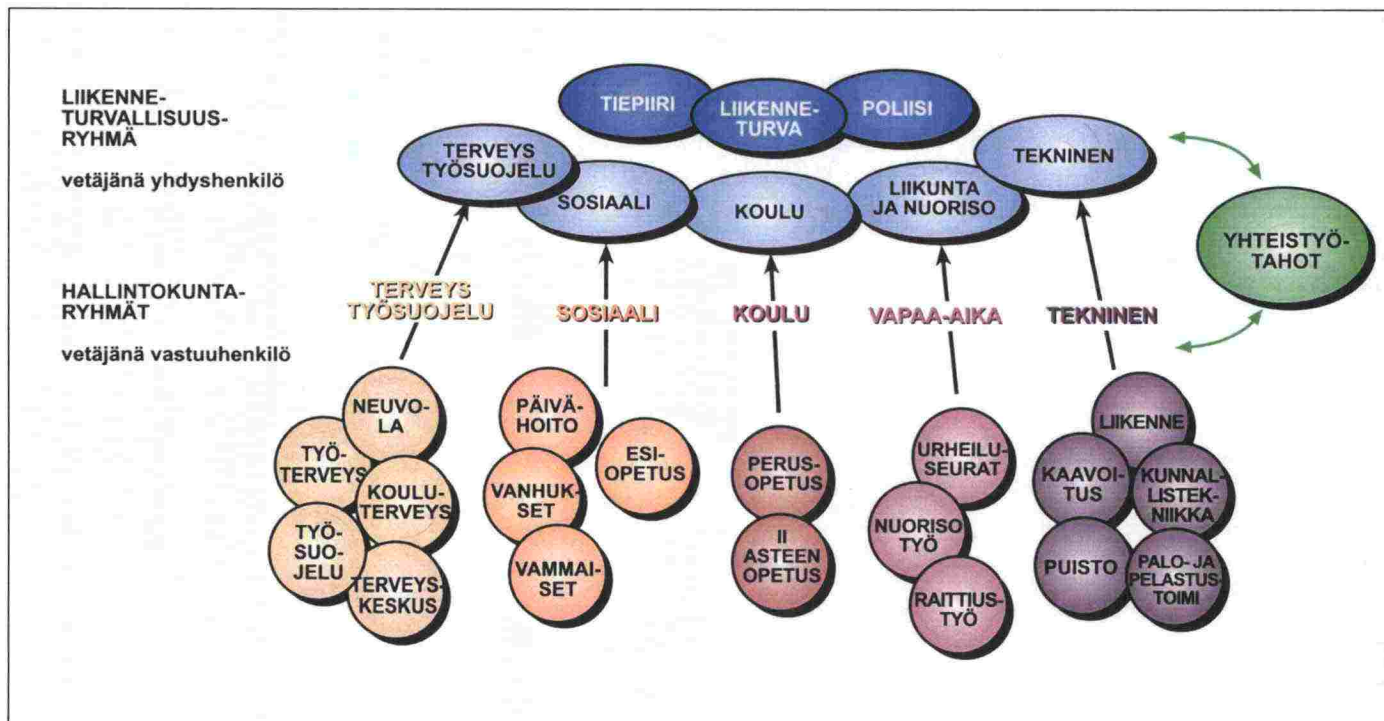 LIIKENNE-
TURVALLISUUS-
RYHMÄ
vetäjänä yhdyshenkilö
TIEPIIRI
LIIKENNE-
TURVA
POLIISI
TERVEYS
TYÖSUOJELU
SOSIAALI
KOULU
LIIKUNTA
JA NUORISO
TEKNINEN
YHTEISTYÖ-
TAHOT
HALLINTOKUNTA-
RYHMÄT
vetäjänä vastuuhenkilö
TERVEYS
TYÖSUOJELU
SOSIAALI
KOULU
VAPAA-AIKA
TEKNINEN
NEUVO-
LA
TYÖ-
TERVEYS
KOULU-
TERVEYS
TYÖ-
SUO-
JELU
TERVEYS-
KESKUS
PÄIVÄ-
HOITO
ESI-
OPETUS
VANHUK-
SET
VAMMAI-
SET
PERUS-
OPETUS
II
ASTEEN
OPETUS
URHEILU-
SEURAT
NUORISO
TYÖ
RAITTIUS-
TYÖ
LIIKENNE
KAAVOI-
TUS
KUNNAL-
LISTEK-
NIIKKA
PUISTO
PALO- JA
PELASTUS-
TOIMI